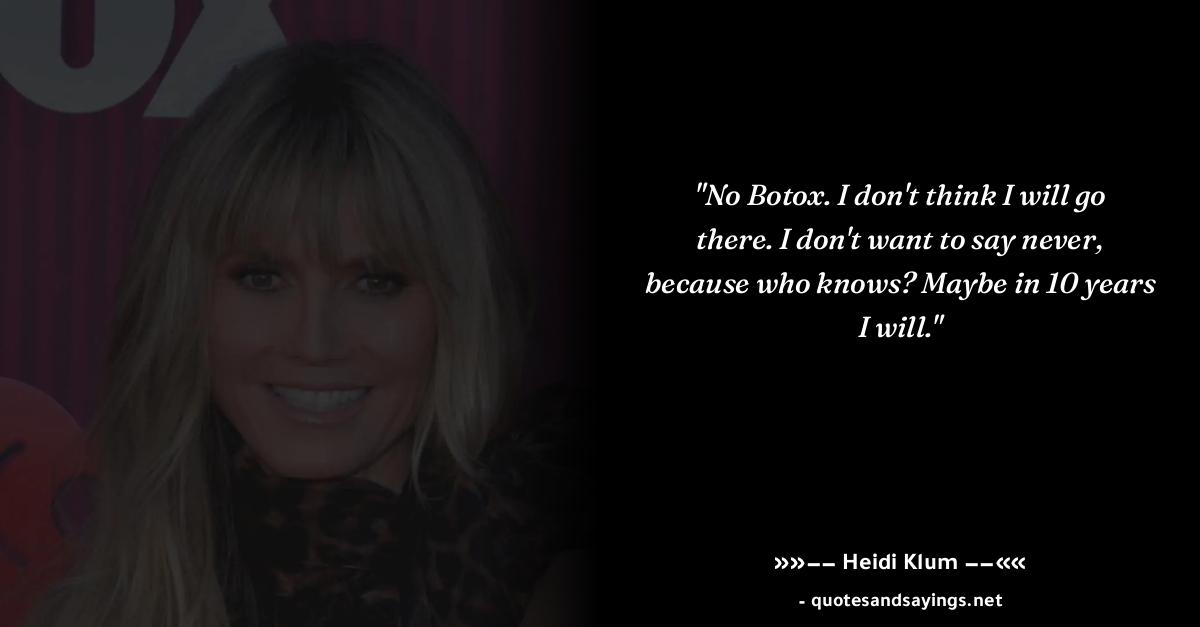 "No Botox. I don't think I will go
there. I don't want to say never,
because who knows? Maybe in 10 years
I will."
»»–– Heidi Klum ––««
- quotesandsayings.net